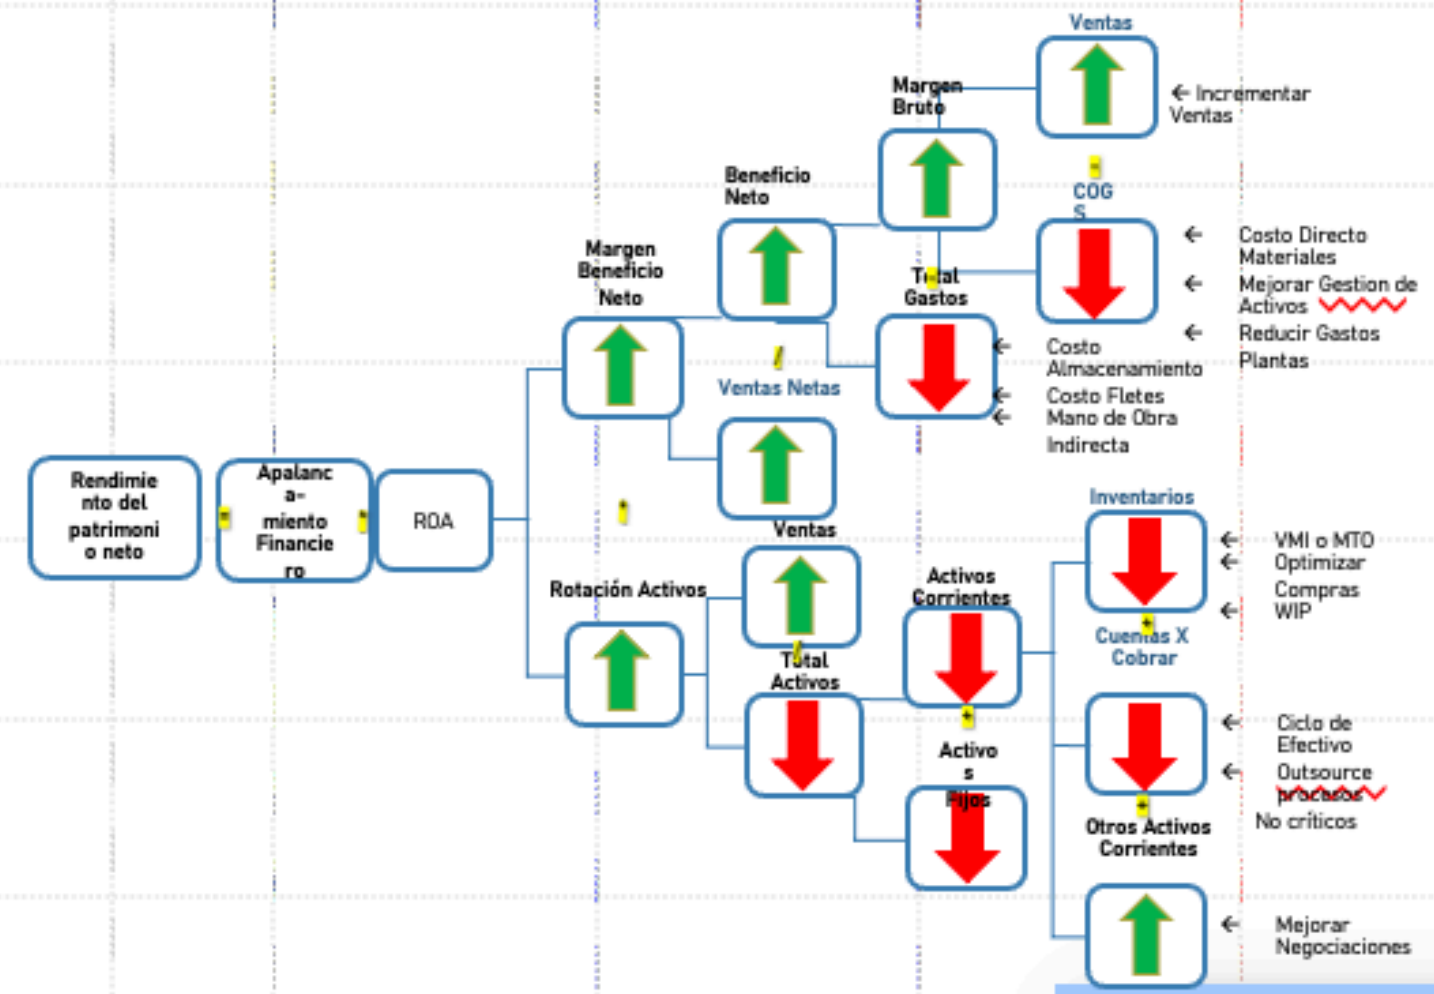 Ventas
← Incrementar
Ventas
Margen
Bruto
-
COG
S
Beneficio
Neto
← Costo Directo
Materiales
← Mejorar Gestion de
Activos
← Reducir Gastos
Plantas
Margen
Beneficio
Neto
-
Total
Gastos
← Costo
Almacenamiento
← Costo Fletes
← Mano de Obra
Indirecta
/
Ventas Netas
Rendimie
nto del
patrimoni
o neto
=
Apalanc
a-
miento
Financie
ro
*
ROA
*
Ventas
Rotación Activos
/
Total
Activos
Activos
Corrientes
+
Activo
s
Fijos
Inventarios
← VMI o MTO
← Optimizar
Compras
← WIP
+
Cuentas X
Cobrar
← Ciclo de
Efectivo
← Outsource
procesos
No críticos
+
Otros Activos
Corrientes
← Mejorar
Negociaciones